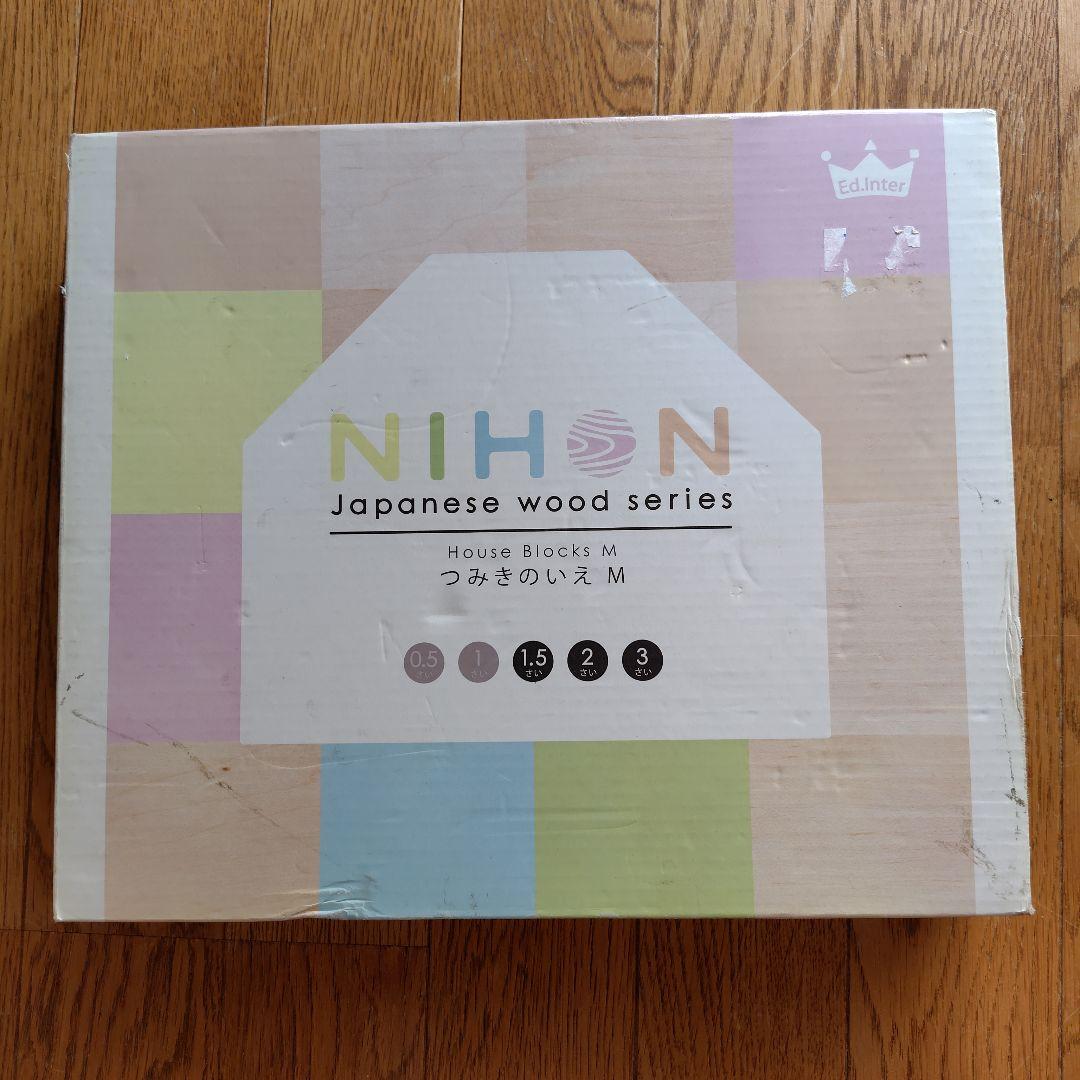 Ed.Inter
NIHON
Japanese wood series
House Blocks M
つみきのいえ M
0.5 1 1.5 2 3
さい さい さい さい さい